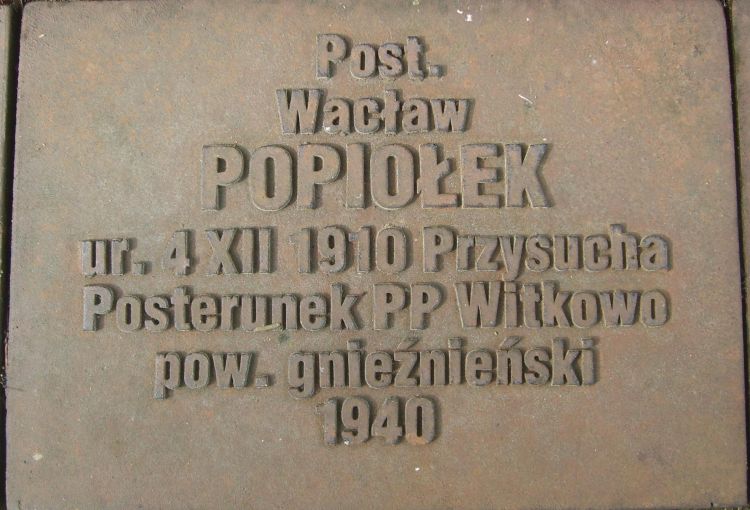 Post.
Wacław
POPIOŁEK
ur. 4 XII 1910 Przysucha
Posterunek PP Witkowo
pow. gnieźnieński
1940